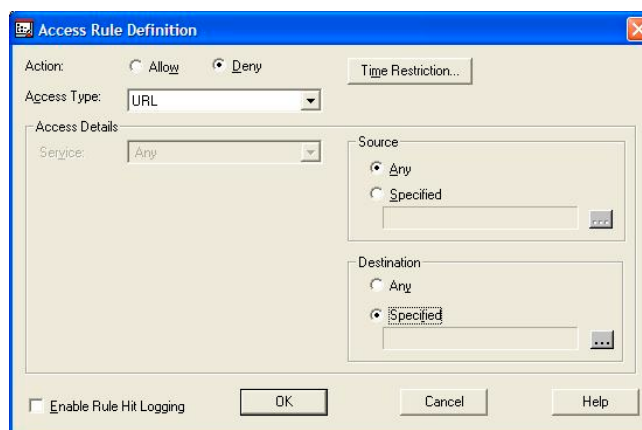 Access Rule Definition
Action: Allow Deny Time Restriction...
Access Type: URL
Access Details
Service: Any
Source
Any
Specified
...
Destination
Any
Specified
...
Enable Rule Hit Logging OK Cancel Help